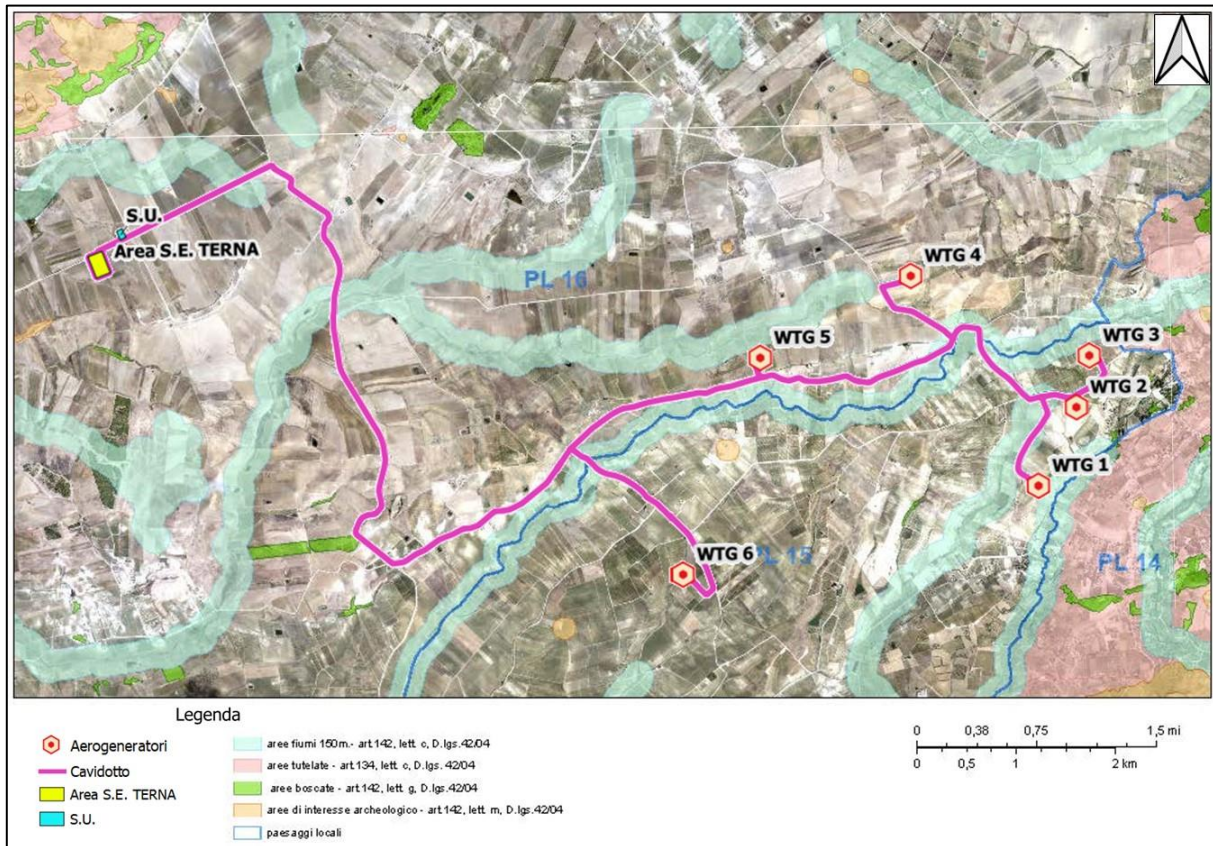 S.U.
Area S.E. TERNA
PL 16
WTG 4
WTG 5
WTG 3
WTG 2
WTG 1
WTG 6
PL 15
PL 14
Legenda
Aerogeneratori
Cavidotto
Area S.E. TERNA
S.U.
aree fiumi 150m.- art.142, lett. c, D.lgs.42/04
aree tutelate - art.134, lett. c, D.lgs.42/04
aree boscate - art.142, lett. g, D.lgs.42/04
aree di interesse archeologico - art.142, lett. m, D.lgs.42/04
paesaggi locali
0 0,38 0,75 1,5 mi
0 0,5 1 2 km